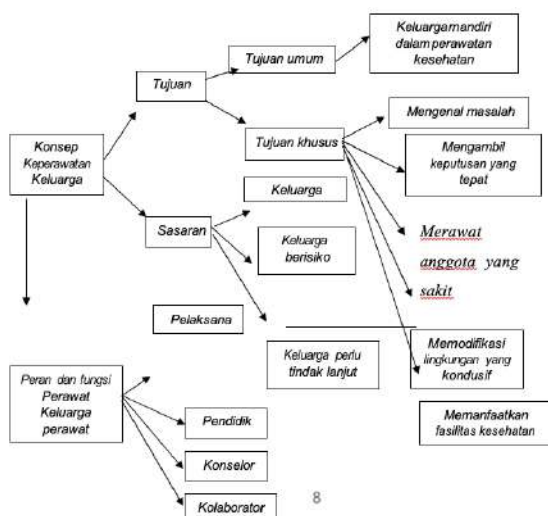 Keluargamandiri
dalam perawatan
kesehatan
Tujuan umum
Tujuan
Mengenal masalah
Tujuan khusus
Konsep
Keperawatan
Keluarga
Mengambil
keputusan yang
tepat
Keluarga
Sasaran
Merawat
anggota yang
sakit
Keluarga
berisiko
Pelaksana
Memodifikasi
lingkungan yang
kondusif
Keluarga perlu
tindak lanjut
Peran dan fungsi
Perawat
Keluarga
perawat
Memanfaatkan
fasilitas kesehatan
Pendidik
Konselor
Kolaborator
8